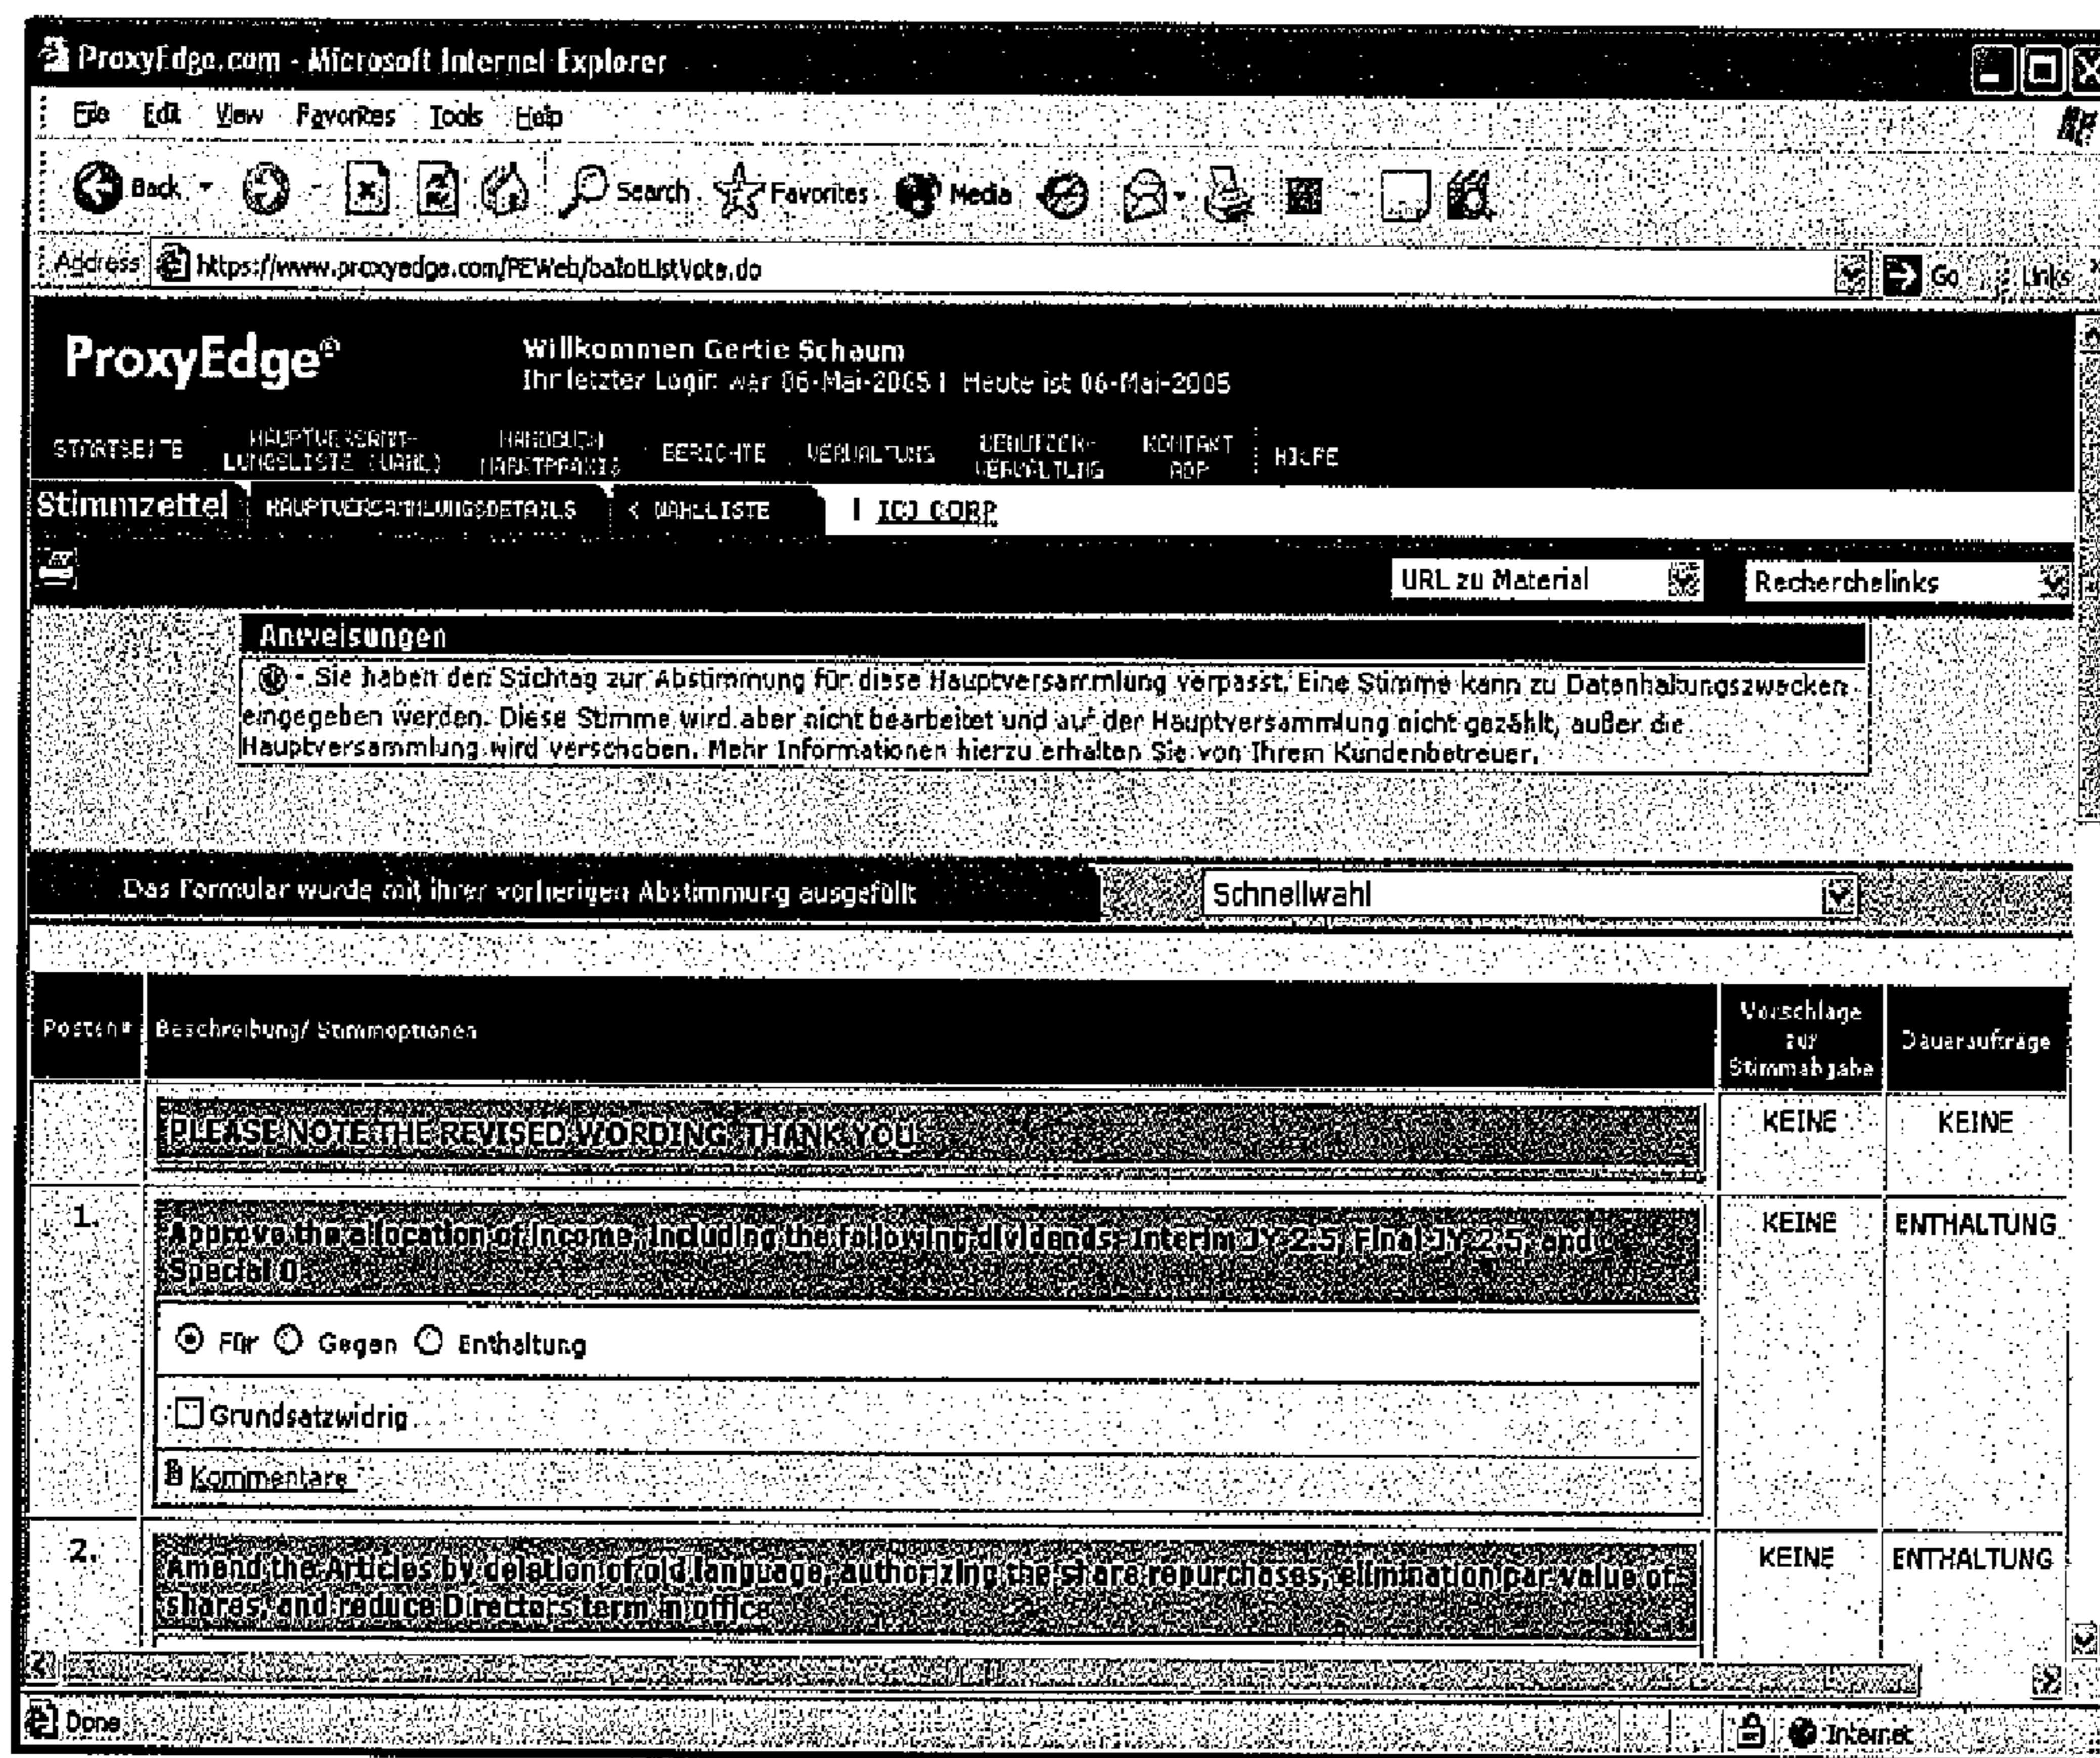 ProxyEdge.com - Microsoft Internet Explorer
File Edit View Favorites Tools Help
Back Search Favorites Media
Address https://www.proxyedge.com/PEWeb/ballotListVote.do Go Links
ProxyEdge®
Willkommen Gertie Schaum
Ihr letzter Login war 06-Mai-2005 | Heute ist 06-Mai-2005
STARTSEITE HAUPTVERSAMM-LUNGSLISTE (WAHL) HANDBUCH MARKTPRAXIS BERICHTE VERWALTUNG BENUTZER-VERWALTUNG KONTAKT ADP HILFE
Stimmzettel HAUPTVERSAMMLUNGSDETAILS < WAHLLISTE | CORP
URL zu Material Recherchelinks
Anweisungen
- Sie haben den Stichtag zur Abstimmung für diese Hauptversammlung verpasst. Eine Stimme kann zu Datenhaltungszwecken
eingegeben werden. Diese Stimme wird aber nicht bearbeitet und auf der Hauptversammlung nicht gezählt, außer die
Hauptversammlung wird verschoben. Mehr Informationen hierzu erhalten Sie von Ihrem Kundenbetreuer.
Das Formular wurde mit ihrer vorherigen Abstimmung ausgefüllt Schnellwahl
Posten# Beschreibung/ Stimmoptionen Vorschläge zur Stimmabgabe Daueraufträge
PLEASE NOTE THE REVISED WORDING. THANK YOU. KEINE KEINE
1. Approve the allocation of income, including the following dividends: Interim JY 2.5, Final JY 2.5, and KEINE ENTHALTUNG
Special 0
Für Gegen Enthaltung
Grundsatzwidrig
Kommentare
2. Amend the Articles by deletion of old language, authorizing the share repurchases, elimination par value of KEINE ENTHALTUNG
shares, and reduce Directors term in office
Done Internet